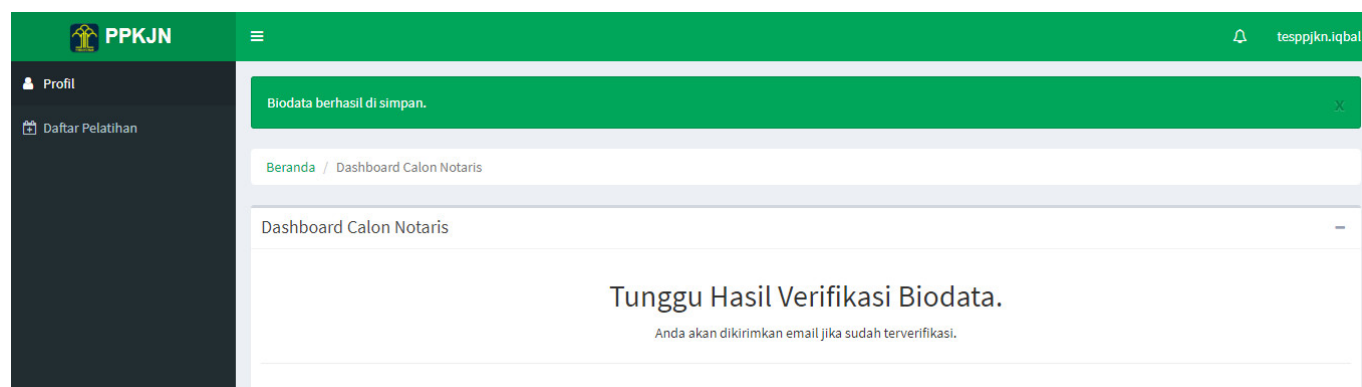 PPKJN
tesppjkn.iqbal
Profil
Daftar Pelatihan
Biodata berhasil di simpan.
x
Beranda / Dashboard Calon Notaris
Dashboard Calon Notaris
Tunggu Hasil Verifikasi Biodata.
Anda akan dikirimkan email jika sudah terverifikasi.